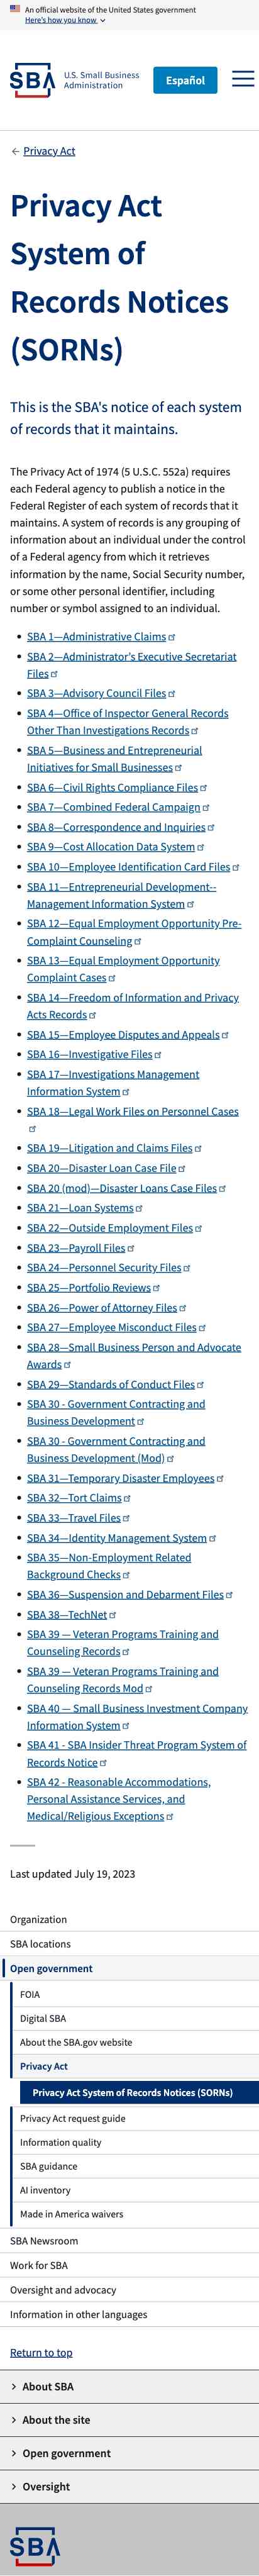 An official website of the United States government
Here's how you know
SBA
U.S. Small Business
Administration
Español
Privacy Act
Privacy Act
System of
Records Notices
(SORNs)
This is the SBA's notice of each system
of records that it maintains.
The Privacy Act of 1974 (5 U.S.C. 552a) requires
each Federal agency to publish a notice in the
Federal Register of each system of records that it
maintains. A system of records is any grouping of
information about an individual under the control
of a Federal agency from which it retrieves
information by the name, Social Security number,
or some other personal identifier, including
number or symbol assigned to an individual.
SBA 1—Administrative Claims
SBA 2—Administrator's Executive Secretariat
Files
SBA 3—Advisory Council Files
SBA 4—Office of Inspector General Records
Other Than Investigations Records
SBA 5—Business and Entrepreneurial
Initiatives for Small Businesses
SBA 6—Civil Rights Compliance Files
SBA 7—Combined Federal Campaign
SBA 8—Correspondence and Inquiries
SBA 9—Cost Allocation Data System
SBA 10—Employee Identification Card Files
SBA 11—Entrepreneurial Development--
Management Information System
SBA 12—Equal Employment Opportunity Pre-
Complaint Counseling
SBA 13—Equal Employment Opportunity
Complaint Cases
SBA 14—Freedom of Information and Privacy
Acts Records
SBA 15—Employee Disputes and Appeals
SBA 16—Investigative Files
SBA 17—Investigations Management
Information System
SBA 18—Legal Work Files on Personnel Cases
SBA 19—Litigation and Claims Files
SBA 20—Disaster Loan Case File
SBA 20 (mod)—Disaster Loans Case Files
SBA 21—Loan Systems
SBA 22—Outside Employment Files
SBA 23—Payroll Files
SBA 24—Personnel Security Files
SBA 25—Portfolio Reviews
SBA 26—Power of Attorney Files
SBA 27—Employee Misconduct Files
SBA 28—Small Business Person and Advocate
Awards
SBA 29—Standards of Conduct Files
SBA 30 - Government Contracting and
Business Development
SBA 30 - Government Contracting and
Business Development (Mod)
SBA 31—Temporary Disaster Employees
SBA 32—Tort Claims
SBA 33—Travel Files
SBA 34—Identity Management System
SBA 35—Non-Employment Related
Background Checks
SBA 36—Suspension and Debarment Files
SBA 38—TechNet
SBA 39 — Veteran Programs Training and
Counseling Records
SBA 39 — Veteran Programs Training and
Counseling Records Mod
SBA 40 — Small Business Investment Company
Information System
SBA 41 - SBA Insider Threat Program System of
Records Notice
SBA 42 - Reasonable Accommodations,
Personal Assistance Services, and
Medical/Religious Exceptions
Last updated July 19, 2023
Organization
SBA locations
Open government
FOIA
Digital SBA
About the SBA.gov website
Privacy Act
Privacy Act System of Records Notices (SORNs)
Privacy Act request guide
Information quality
SBA guidance
AI inventory
Made in America waivers
SBA Newsroom
Work for SBA
Oversight and advocacy
Information in other languages
Return to top
About SBA
About the site
Open government
Oversight
SBA